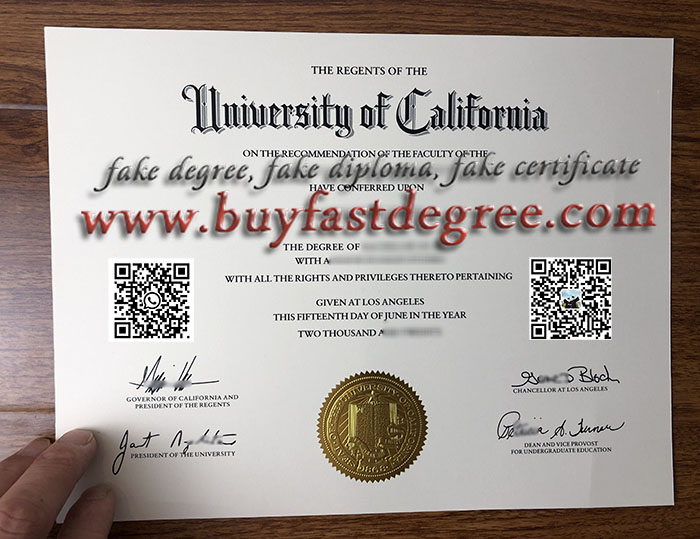 THE REGENTS OF THE
University of California
ON THE RECOMMENDATION OF THE FACULTY OF THE
fake degree, fake diploma, fake certificate
HAVE CONFERRED UPON
www.buyfastdegree.com
THE DEGREE OF
WITH A
WITH ALL THE RIGHTS AND PRIVILEGES THERETO PERTAINING
GIVEN AT LOS ANGELES
THIS FIFTEENTH DAY OF JUNE IN THE YEAR
TWO THOUSAND
GOVERNOR OF CALIFORNIA AND
PRESIDENT OF THE REGENTS
Bloch
CHANCELLOR AT LOS ANGELES
PRESIDENT OF THE UNIVERSITY
DEAN AND VICE PROVOST
FOR UNDERGRADUATE EDUCATION
1868